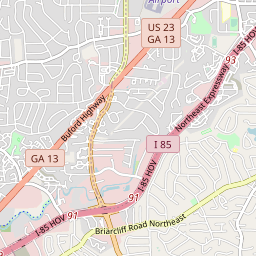 Airport
US 23
GA 13
I-85 HOV
93
Buford Highway
Northeast Expressway
I 85
GA 13
I-85 HOV
91
91
I-85 HOV
Briarcliff Road Northeast